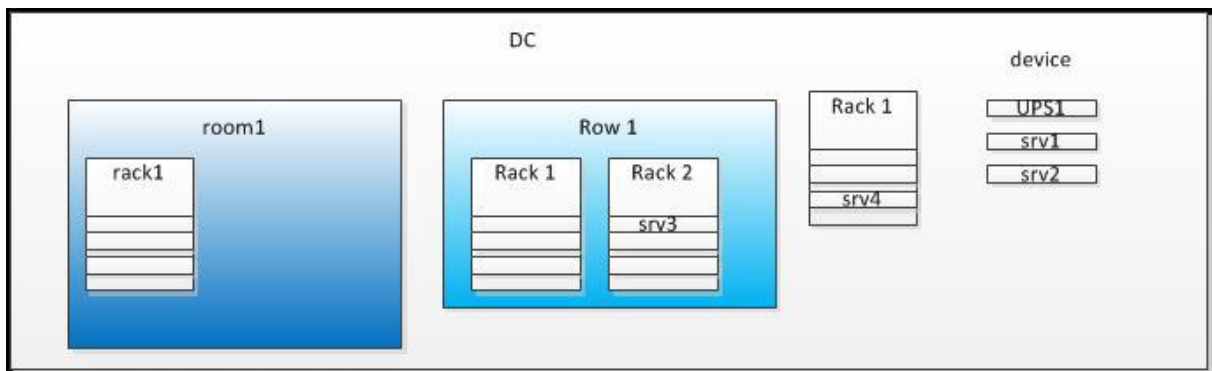 DC
room1
rack1
Row 1
Rack 1
Rack 2
srv3
Rack 1
srv4
device
UPS1
srv1
srv2